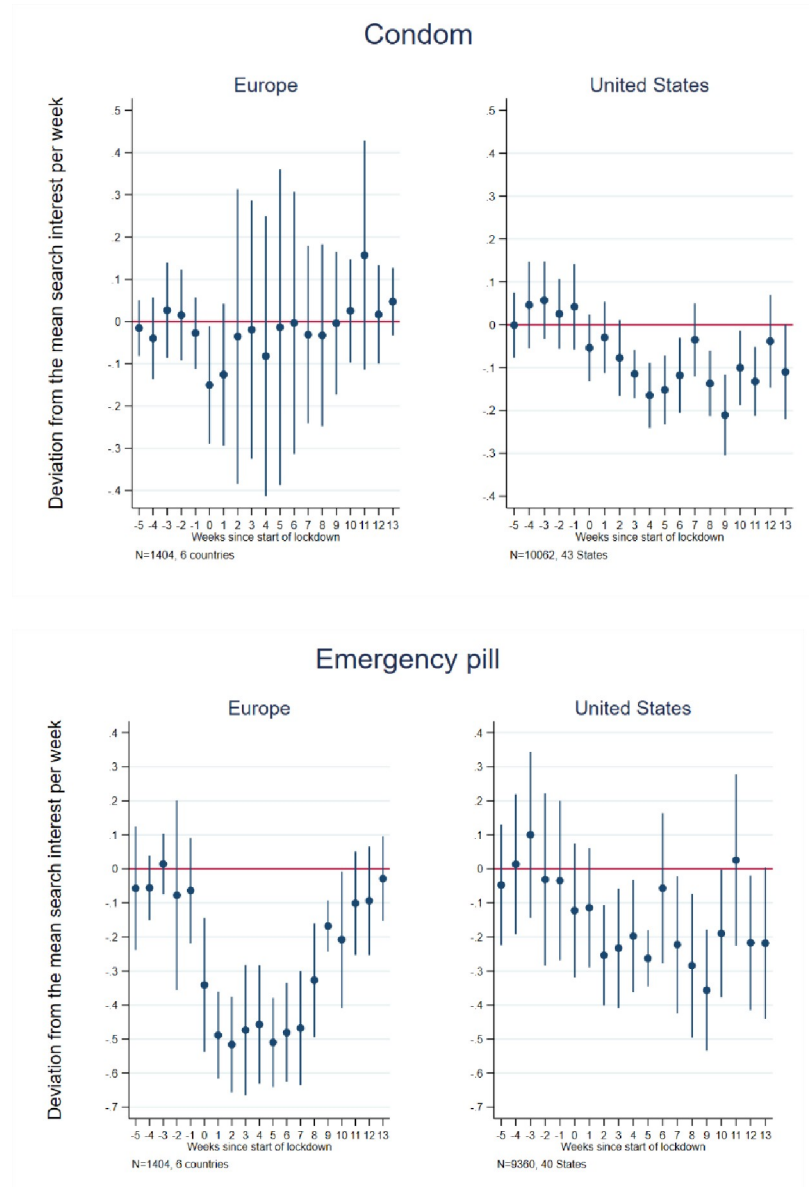 Condom
Europe
United States
Deviation from the mean search interest per week
.5
.4
.3
.2
.1
0
-.1
-.2
-.3
-.4
-5 -4 -3 -2 -1 0 1 2 3 4 5 6 7 8 9 10 11 12 13
Weeks since start of lockdown
N=1404, 6 countries
.5
.4
.3
.2
.1
0
-.1
-.2
-.3
-.4
-5 -4 -3 -2 -1 0 1 2 3 4 5 6 7 8 9 10 11 12 13
Weeks since start of lockdown
N=10062, 43 States
Emergency pill
Europe
United States
Deviation from the mean search interest per week
.4
.3
.2
.1
0
-.1
-.2
-.3
-.4
-.5
-.6
-.7
-5 -4 -3 -2 -1 0 1 2 3 4 5 6 7 8 9 10 11 12 13
Weeks since start of lockdown
N=1404, 6 countries
.4
.3
.2
.1
0
-.1
-.2
-.3
-.4
-.5
-.6
-.7
-5 -4 -3 -2 -1 0 1 2 3 4 5 6 7 8 9 10 11 12 13
Weeks since start of lockdown
N=9360, 40 States